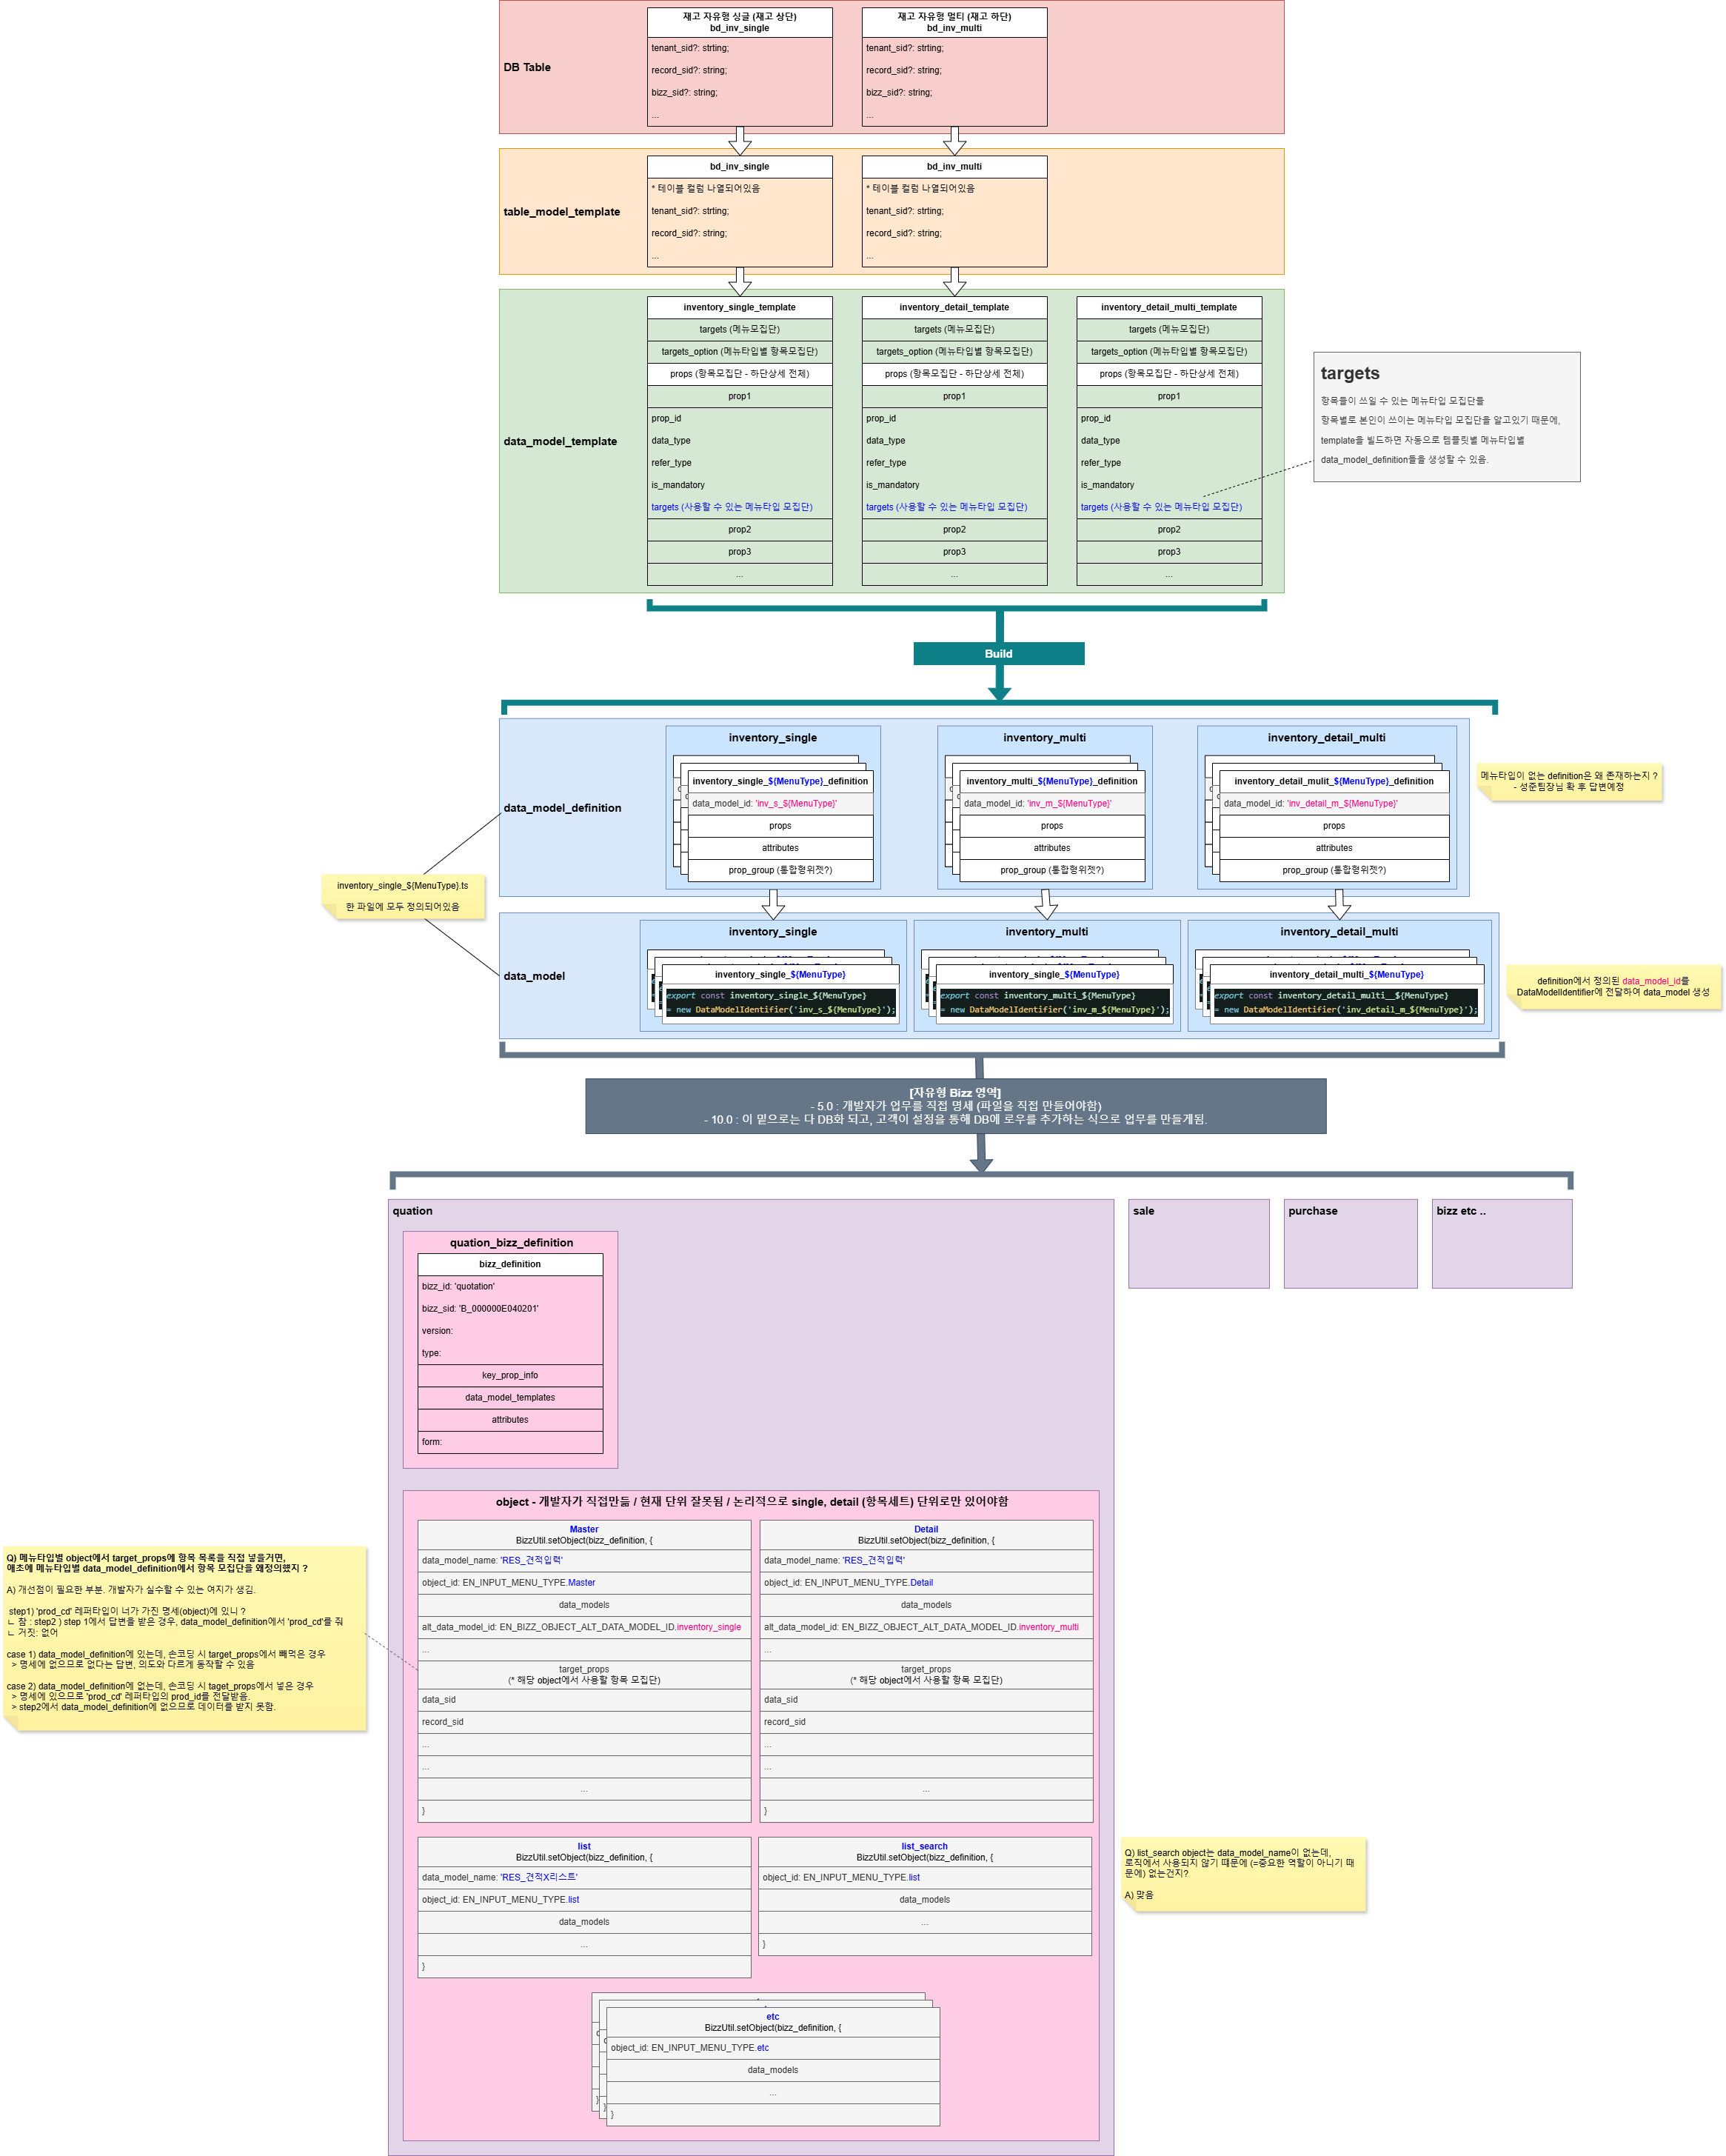 DB Table
재고 자유형 싱글 (재고 상단)
bd_inv_single
tenant_sid?: strting;
record_sid?: string;
bizz_sid?: string;
...
재고 자유형 멀티 (재고 하단)
bd_inv_multi
tenant_sid?: strting;
record_sid?: string;
bizz_sid?: string;
...
table_model_template
bd_inv_single
* 테이블 컬럼 나열되어있음
tenant_sid?: strting;
record_sid?: string;
...
bd_inv_multi
* 테이블 컬럼 나열되어있음
tenant_sid?: strting;
record_sid?: string;
...
data_model_template
inventory_single_template
targets (메뉴모집단)
targets_option (메뉴타입별 항목모집단)
props (항목모집단 - 하단상세 전체)
prop1
prop_id
data_type
refer_type
is_mandatory
targets (사용할 수 있는 메뉴타입 모집단)
prop2
prop3
...
inventory_detail_template
targets (메뉴모집단)
targets_option (메뉴타입별 항목모집단)
props (항목모집단 - 하단상세 전체)
prop1
prop_id
data_type
refer_type
is_mandatory
targets (사용할 수 있는 메뉴타입 모집단)
prop2
prop3
...
inventory_detail_multi_template
targets (메뉴모집단)
targets_option (메뉴타입별 항목모집단)
props (항목모집단 - 하단상세 전체)
prop1
prop_id
data_type
refer_type
is_mandatory
targets (사용할 수 있는 메뉴타입 모집단)
prop2
prop3
...
targets
항목들이 쓰일 수 있는 메뉴타입 모집단들
항목별로 본인이 쓰이는 메뉴타입 모집단을 알고있기 때문에,
template을 빌드하면 자동으로 템플릿별 메뉴타입별
data_model_definition들을 생성할 수 있음.
Build
data_model_definition
inventory_single
inventory_single_${MenuType}_definition
data_model_id: 'inv_s_${MenuType}'
props
attributes
prop_group (통합형위젯?)
inventory_multi
inventory_multi_${MenuType}_definition
data_model_id: 'inv_m_${MenuType}'
props
attributes
prop_group (통합형위젯?)
inventory_detail_multi
inventory_detail_mulit_${MenuType}_definition
data_model_id: 'inv_detail_m_${MenuType}'
props
attributes
prop_group (통합형위젯?)
메뉴타입이 없는 definition은 왜 존재하는지 ?
- 성준팀장님 확 후 답변예정
inventory_single_${MenuType}.ts
한 파일에 모두 정의되어있음
data_model
inventory_single
inventory_single_${MenuType}
export const inventory_single_${MenuType}
= new DataModelIdentifier('inv_s_${MenuType}');
inventory_multi
inventory_single_${MenuType}
export const inventory_multi_${MenuType}
= new DataModelIdentifier('inv_m_${MenuType}');
inventory_detail_multi
inventory_detail_multi_${MenuType}
export const inventory_detail_multi__${MenuType}
= new DataModelIdentifier('inv_detail_m_${MenuType}');
definition에서 정의된 data_model_id를
DataModelIdentifier에 전달하여 data_model 생성
[자유형 Bizz 영역]
- 5.0 : 개발자가 업무를 직접 명세 (파일을 직접 만들어야함)
- 10.0 : 이 밑으로는 다 DB화 되고, 고객이 설정을 통해 DB에 로우를 추가하는 식으로 업무를 만들게됨.
quation
sale
purchase
bizz etc ..
quation_bizz_definition
bizz_definition
bizz_id: 'quotation'
bizz_sid: 'B_000000E040201'
version:
type:
key_prop_info
data_model_templates
attributes
form:
object - 개발자가 직접만듦 / 현재 단위 잘못됨 / 논리적으로 single, detail (항목세트) 단위로만 있어야함
Master
BizzUtil.setObject(bizz_definition, {
data_model_name: 'RES_견적입력'
object_id: EN_INPUT_MENU_TYPE.Master
data_models
alt_data_model_id: EN_BIZZ_OBJECT_ALT_DATA_MODEL_ID.inventory_single
...
target_props
(* 해당 object에서 사용할 항목 모집단)
data_sid
record_sid
...
...
...
}
Detail
BizzUtil.setObject(bizz_definition, {
data_model_name: 'RES_견적입력'
object_id: EN_INPUT_MENU_TYPE.Detail
data_models
alt_data_model_id: EN_BIZZ_OBJECT_ALT_DATA_MODEL_ID.inventory_multi
...
target_props
(* 해당 object에서 사용할 항목 모집단)
data_sid
record_sid
...
...
...
}
Q) 메뉴타입별 object에서 target_props에 항목 목록을 직접 넣을거면,
애초에 메뉴타입별 data_model_definition에서 항목 모집단을 왜정의했지 ?
A) 개선점이 필요한 부분. 개발자가 실수할 수 있는 여지가 생김.
step1) 'prod_cd' 레퍼타입이 너가 가진 명세(object)에 있니 ?
ㄴ 참 : step2 ) step 1에서 답변을 받은 경우, data_model_definition에서 'prod_cd'를 줘
ㄴ 거짓: 없어
case 1) data_model_definition에 있는데, 손코딩 시 target_props에서 빼먹은 경우
> 명세에 없으므로 없다는 답변, 의도와 다르게 동작할 수 있음
case 2) data_model_definition에 없는데, 손코딩 시 taget_props에서 넣은 경우
> 명세에 있으므로 'prod_cd' 레퍼타입의 prod_id를 전달받음.
> step2에서 data_model_definition에 없으므로 데이터를 받지 못함.
list
BizzUtil.setObject(bizz_definition, {
data_model_name: 'RES_견적X리스트'
object_id: EN_INPUT_MENU_TYPE.list
data_models
...
}
list_search
BizzUtil.setObject(bizz_definition, {
object_id: EN_INPUT_MENU_TYPE.list
data_models
...
}
Q) list_search object는 data_model_name이 없는데,
로직에서 사용되지 않기 때문에 (=중요한 역할이 아니기 때
문에) 없는건지?
A) 맞음
etc
BizzUtil.setObject(bizz_definition, {
object_id: EN_INPUT_MENU_TYPE.etc
data_models
...
}